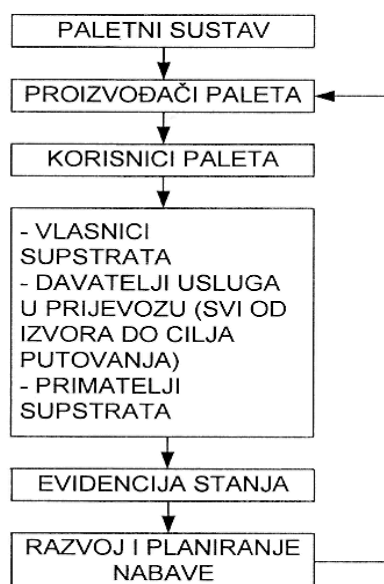 PALETNI SUSTAV
PROIZVOĐAČI PALETA
KORISNICI PALETA
- VLASNICI
SUPSTRATA
- DAVATELJI USLUGA
U PRIJEVOZU (SVI OD
IZVORA DO CILJA
PUTOVANJA)
- PRIMATELJI
SUPSTRATA
EVIDENCIJA STANJA
RAZVOJ I PLANIRANJE
NABAVE